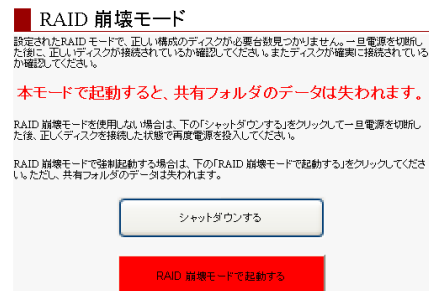 RAID 崩壊モード
設定されたRAID モードで、正しい構成のディスクが必要台数見つかりません。一旦電源を切断し
た後に、正しいディスクが接続されているか確認してください。またディスクが確実に接続されている
か確認してください。
本モードで起動すると、共有フォルダのデータは失われます。
RAID 崩壊モードを使用しない場合は、下の「シャットダウンする」をクリックして一旦電源を切断し
た後、正しくディスクを接続した状態で再度電源を投入してください。
RAID 崩壊モードで強制起動する場合は、下の「RAID 崩壊モードで起動する」をクリックしてくださ
い。ただし、共有フォルダのデータは失われます。
シャットダウンする
RAID 崩壊モードで起動する